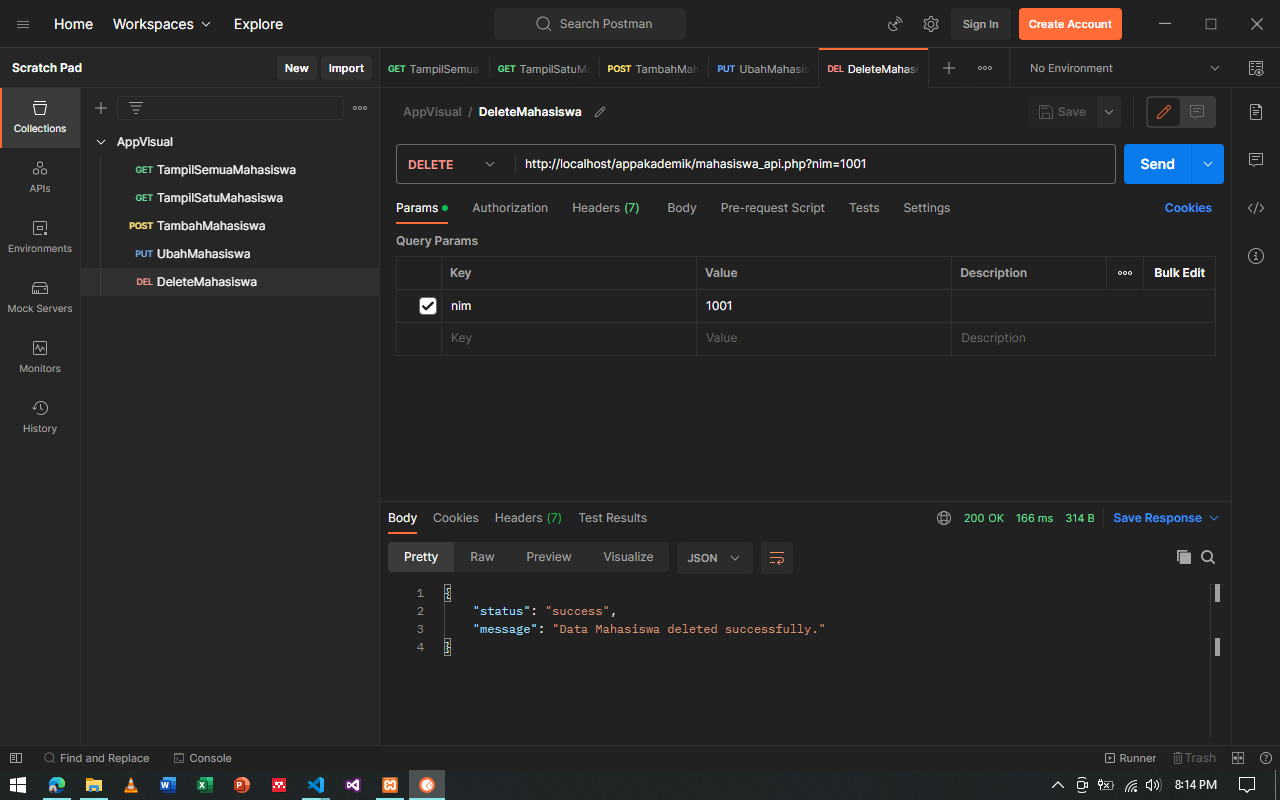 Home Workspaces Explore Search Postman Sign In Create Account
Scratch Pad New Import
GET TampilSemua GET TampilSatuMa POST TambahMah PUT UbahMahasis DEL DeleteMahasi No Environment
Collections
APIs
Environments
Mock Servers
Monitors
History
AppVisual
GET TampilSemuaMahasiswa
GET TampilSatuMahasiswa
POST TambahMahasiswa
PUT UbahMahasiswa
DEL DeleteMahasiswa
AppVisual / DeleteMahasiswa Save
DELETE http://localhost/appakademik/mahasiswa_api.php?nim=1001 Send
Params Authorization Headers (7) Body Pre-request Script Tests Settings Cookies
Query Params
Key Value Description Bulk Edit
nim 1001
Key Value Description
Body Cookies Headers (7) Test Results 200 OK 166 ms 314 B Save Response
Pretty Raw Preview Visualize JSON
1 {
2 "status": "success",
3 "message": "Data Mahasiswa deleted successfully."
4 }
Find and Replace Console Runner Trash
8:14 PM